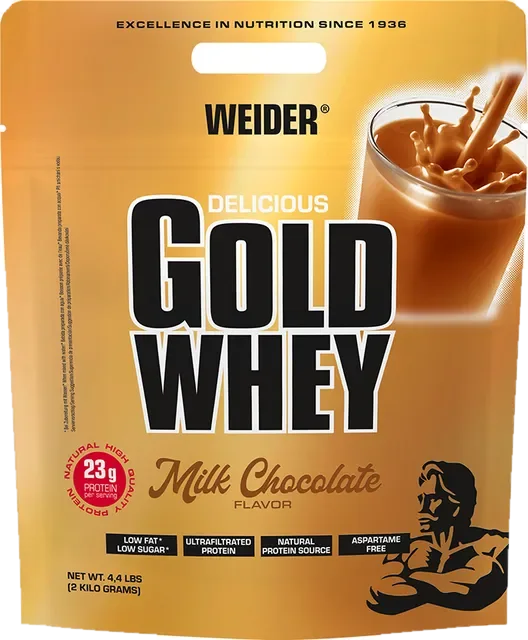 EXCELLENCE IN NUTRITION SINCE 1936
WEIDER®
DELICIOUS
GOLD
WHEY
NATURAL HIGH QUALITY PROTEIN
23g
PROTEIN
per serving
Milk Chocolate
FLAVOR
LOW FAT*
LOW SUGAR*
ULTRAFILTRATED
PROTEIN
NATURAL
PROTEIN SOURCE
ASPARTAME
FREE
NET WT. 4,4 LBS
(2 KILO GRAMS)